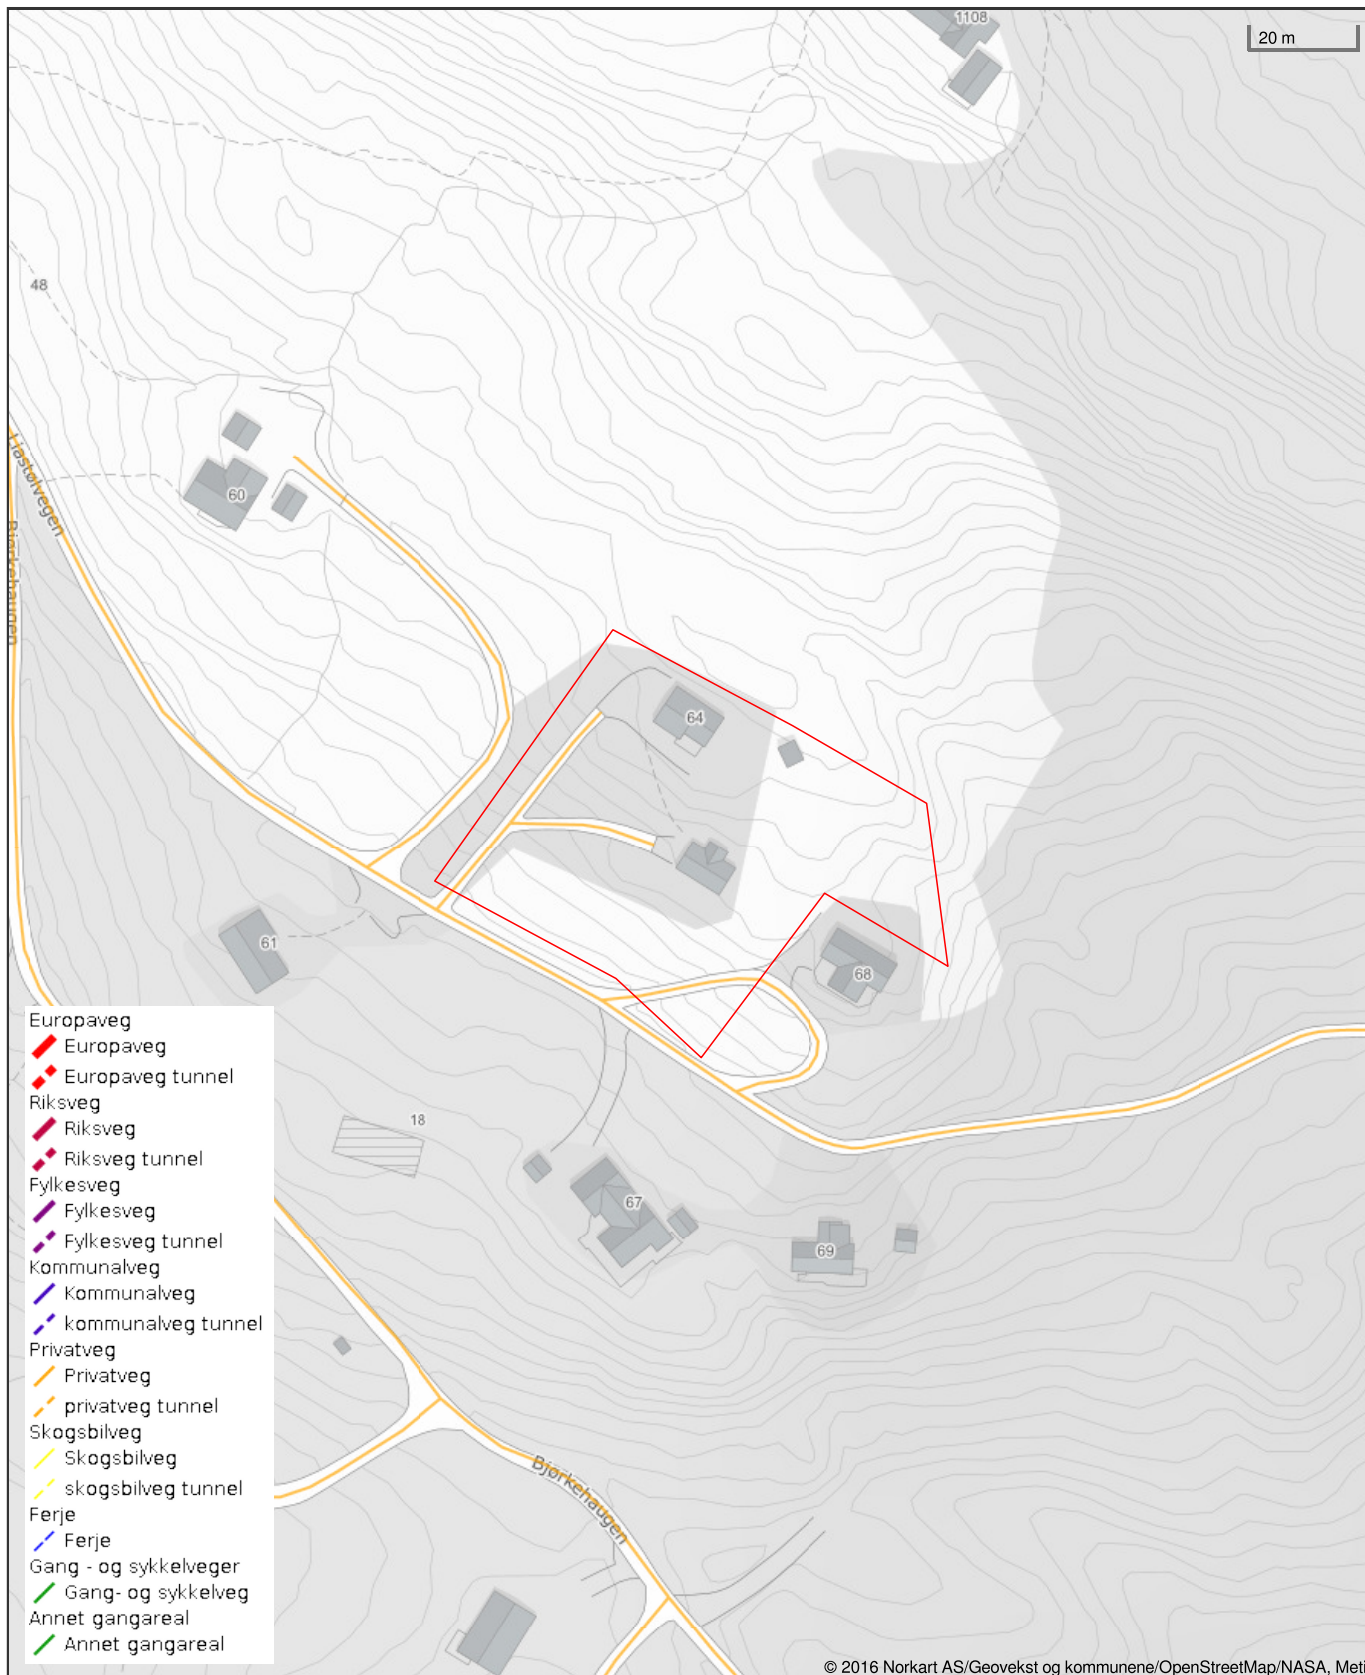 1108
20 m
48
Liastølvegen
60
Bjørkehaugen
64
61
68
Europaveg
Europaveg
Europaveg tunnel
Riksveg
Riksveg
Riksveg tunnel
Fylkesveg
Fylkesveg
Fylkesveg tunnel
Kommunalveg
Kommunalveg
kommunalveg tunnel
Privatveg
Privatveg
privatveg tunnel
Skogsbilveg
Skogsbilveg
skogsbilveg tunnel
Ferje
Ferje
Gang - og sykkelveger
Gang- og sykkelveg
Annet gangareal
Annet gangareal
18
67
69
Bjørkehaugen
© 2016 Norkart AS/Geovekst og kommunene/OpenStreetMap/NASA, Meti